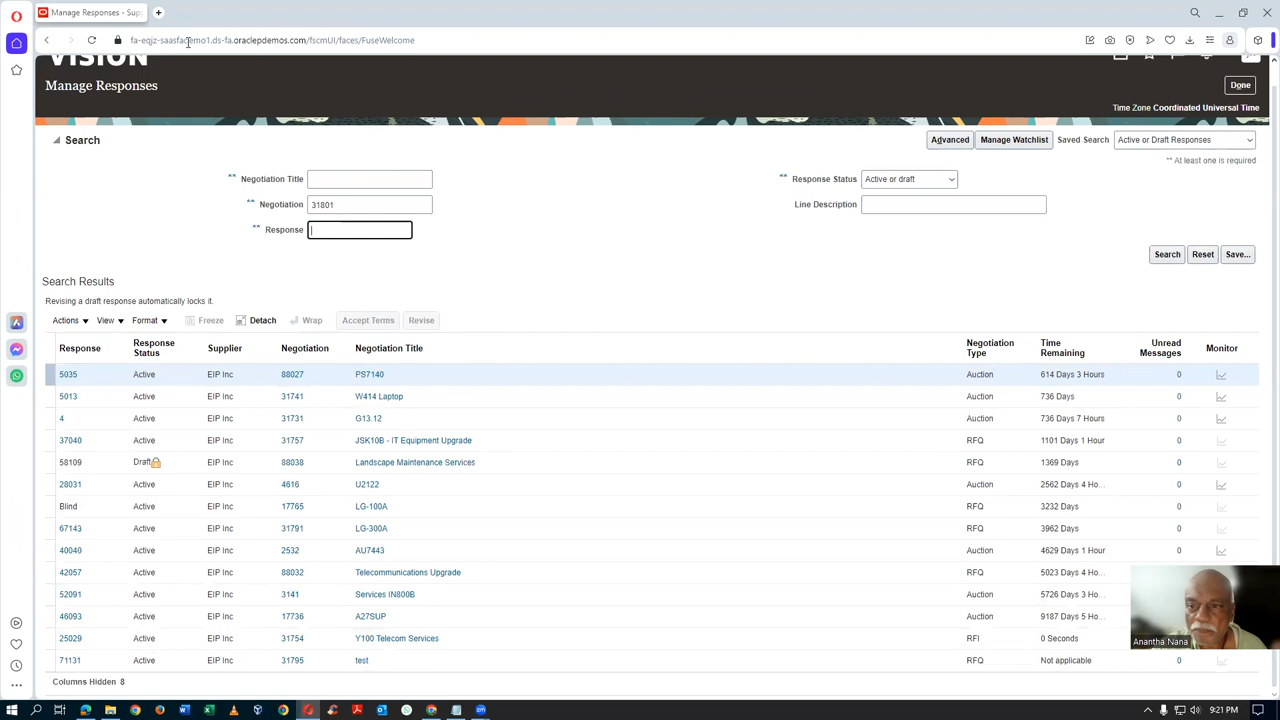 Manage Responses - Sup
fa-eqjz-saasfademo1.ds-fa.oraclepdemos.com/fscmUI/faces/FuseWelcome
VISION
Manage Responses
Done
Time Zone Coordinated Universal Time
Search
Advanced Manage Watchlist Saved Search Active or Draft Responses
** At least one is required
** Negotiation Title ** Response Status Active or draft
** Negotiation 31801 Line Description
** Response
Search Reset Save...
Search Results
Revising a draft response automatically locks it.
Actions View Format Freeze Detach Wrap Accept Terms Revise
Response Response Status Supplier Negotiation Negotiation Title Negotiation Type Time Remaining Unread Messages Monitor
5035 Active EIP Inc 88027 PS7140 Auction 614 Days 3 Hours 0
5013 Active EIP Inc 31741 W414 Laptop Auction 736 Days 0
4 Active EIP Inc 31731 G13.12 Auction 736 Days 7 Hours 0
37040 Active EIP Inc 31757 JSK10B - IT Equipment Upgrade RFQ 1101 Days 1 Hour 0
58109 Draft EIP Inc 88038 Landscape Maintenance Services RFQ 1369 Days 0
28031 Active EIP Inc 4616 U2122 Auction 2562 Days 4 Ho... 0
Blind Active EIP Inc 17765 LG-100A RFQ 3232 Days 0
67143 Active EIP Inc 31791 LG-300A RFQ 3962 Days 0
40040 Active EIP Inc 2532 AU7443 Auction 4629 Days 1 Hour 0
42057 Active EIP Inc 88032 Telecommunications Upgrade RFQ 5023 Days 4 Ho...
52091 Active EIP Inc 3141 Services IN800B Auction 5726 Days 3 Ho...
46093 Active EIP Inc 17736 A27SUP Auction 9187 Days 5 Ho...
25029 Active EIP Inc 31754 Y100 Telecom Services RFI 0 Seconds
71131 Active EIP Inc 31795 test RFQ Not applicable 0
Columns Hidden 8
Anantha Nana
9:21 PM